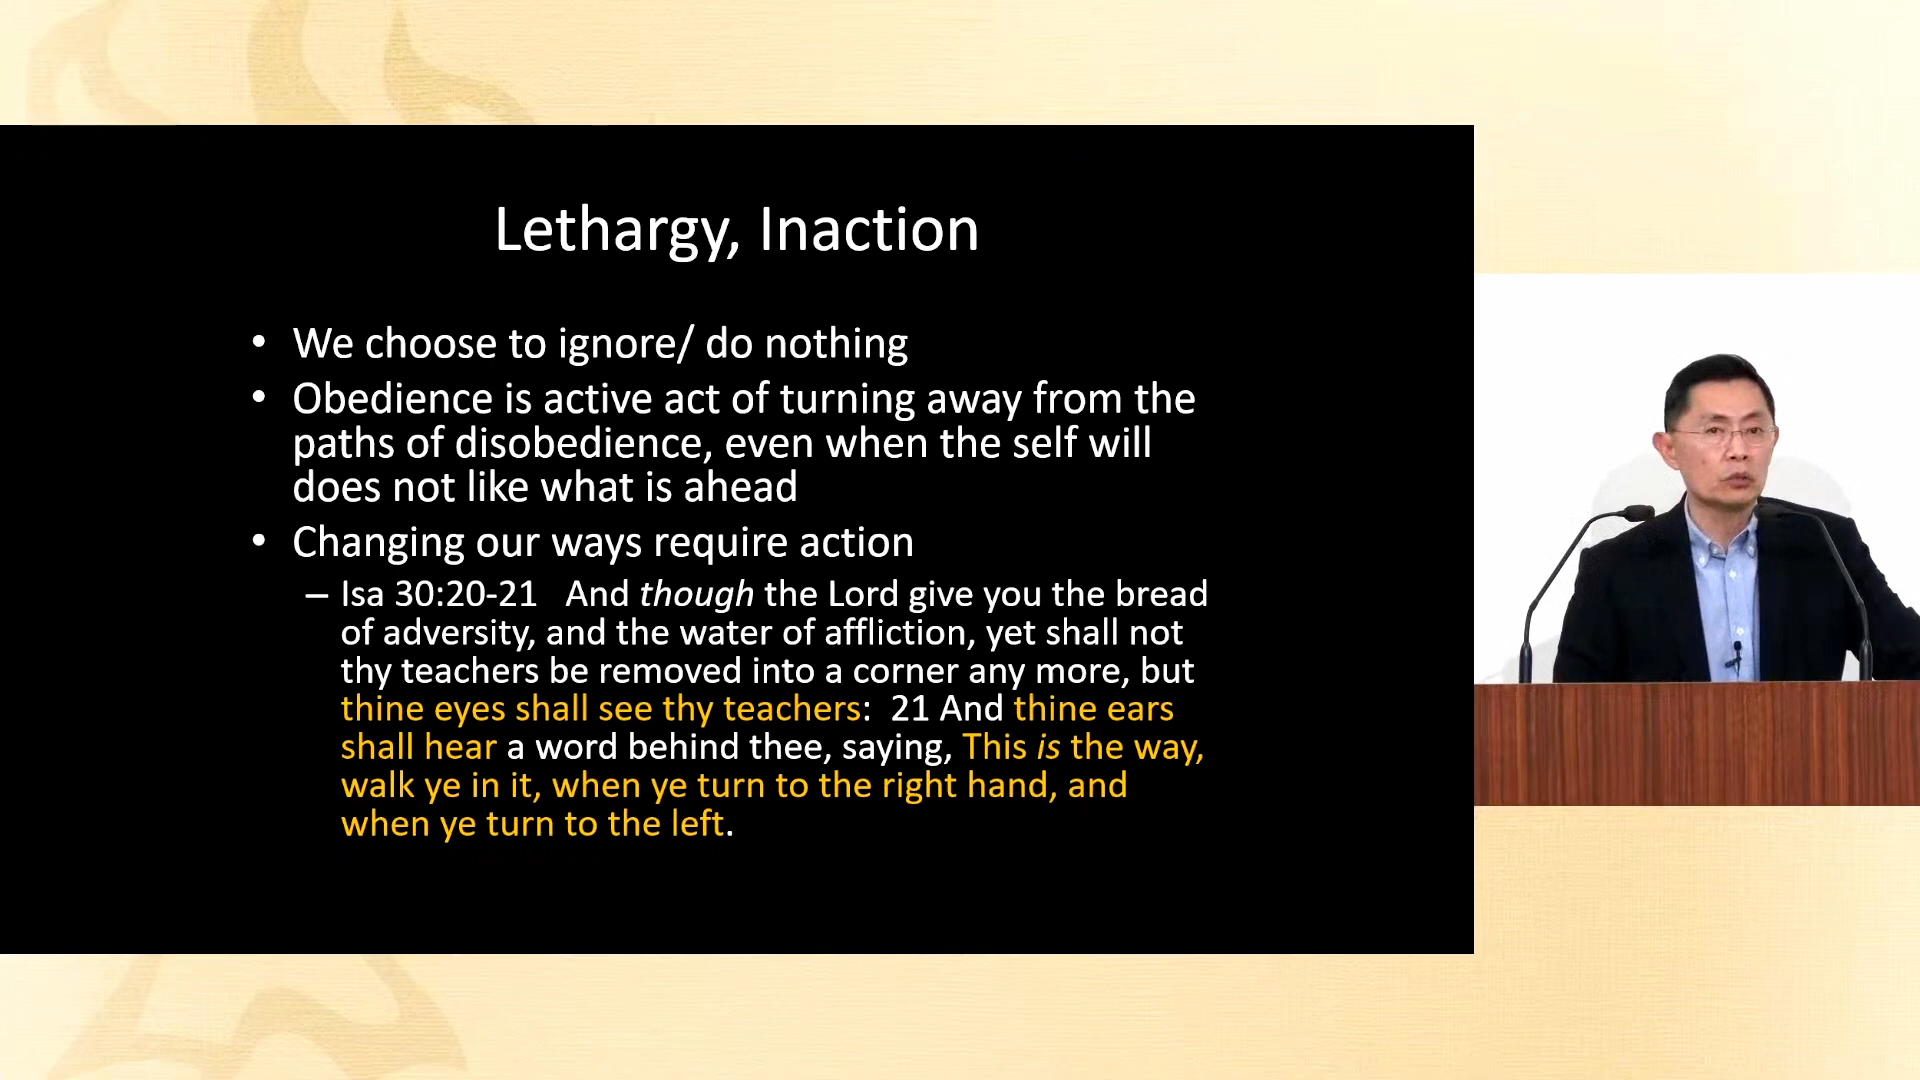 Lethargy, Inaction
• We choose to ignore/ do nothing
• Obedience is active act of turning away from the
paths of disobedience, even when the self will
does not like what is ahead
• Changing our ways require action
– Isa 30:20-21   And though the Lord give you the bread
of adversity, and the water of affliction, yet shall not
thy teachers be removed into a corner any more, but
thine eyes shall see thy teachers:  21 And thine ears
shall hear a word behind thee, saying, This is the way,
walk ye in it, when ye turn to the right hand, and
when ye turn to the left.